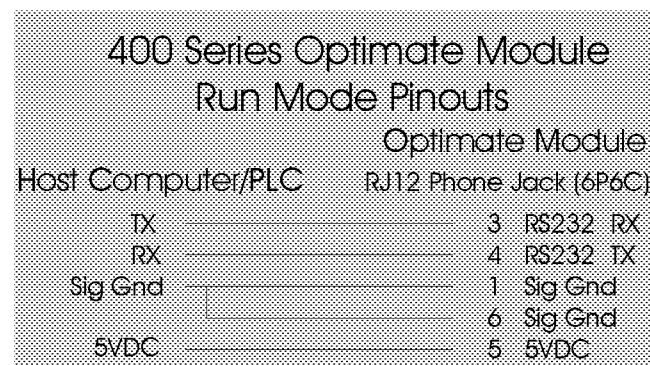 400 Series Optimate Module
Run Mode Pinouts
Optimate Module
Host Computer/PLC RJ12 Phone Jack (6P6C)
TX 3 RS232 RX
RX 4 RS232 TX
Sig Gnd 1 Sig Gnd
6 Sig Gnd
5VDC 5 5VDC